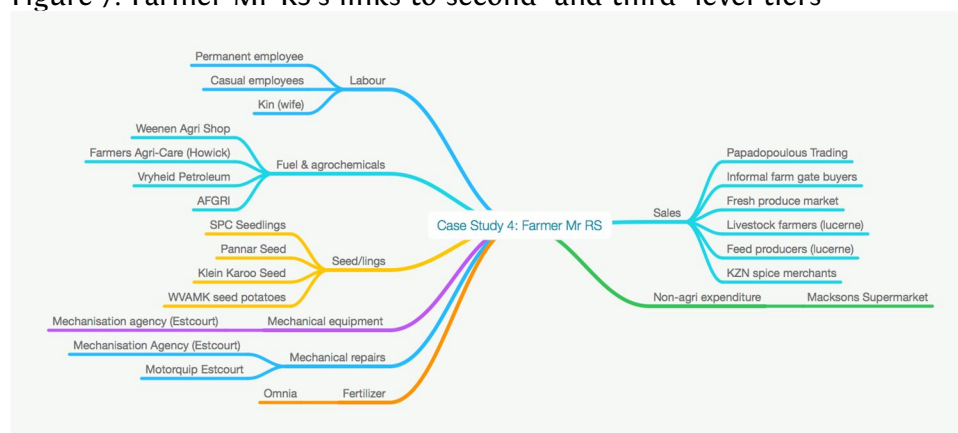 Figure 7: Farmer Mr RS's links to second- and third- level tiers
Permanent employee
Casual employees
Kin (wife)
Labour
Weenen Agri Shop
Farmers Agri-Care (Howick)
Vryheid Petroleum
AFGRI
Fuel & agrochemicals
SPC Seedlings
Pannar Seed
Klein Karoo Seed
WVAMK seed potatoes
Seed/lings
Mechanisation agency (Estcourt)
Mechanical equipment
Mechanisation Agency (Estcourt)
Motorquip Estcourt
Mechanical repairs
Omnia
Fertilizer
Case Study 4: Farmer Mr RS
Sales
Papadopoulous Trading
Informal farm gate buyers
Fresh produce market
Livestock farmers (lucerne)
Feed producers (lucerne)
KZN spice merchants
Non-agri expenditure
Macksons Supermarket